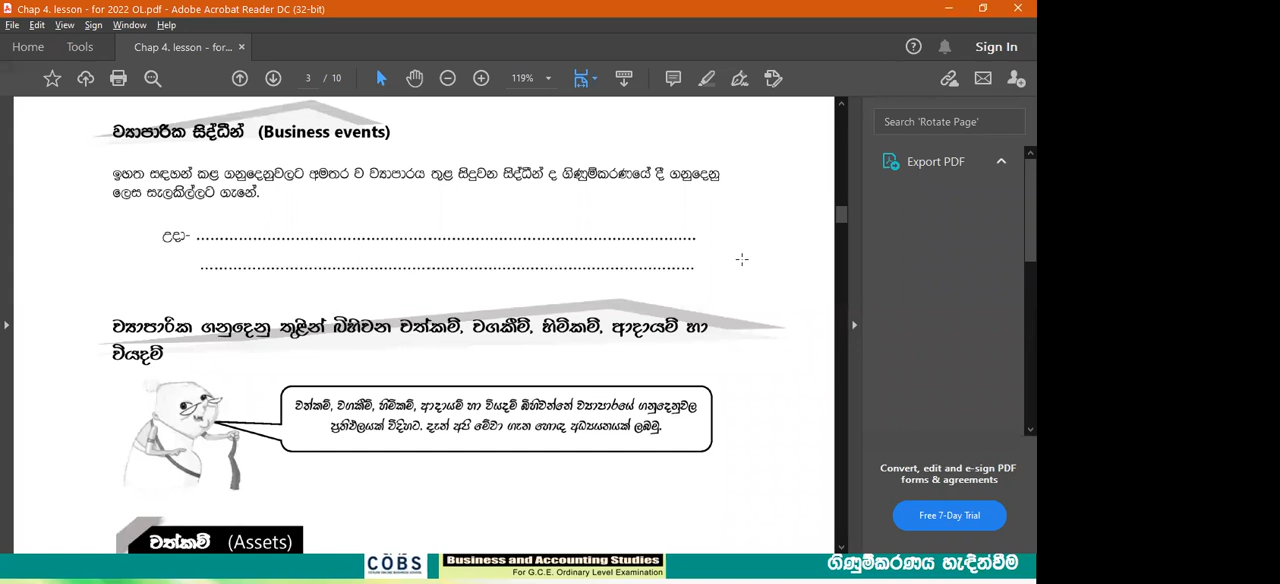 Chap 4. lesson - for 2022 OL.pdf - Adobe Acrobat Reader DC (32-bit)
File Edit View Sign Window Help
Home Tools Chap 4. lesson - for... × Sign In
3 / 10 119%
ව්‍යාපාරික සිද්ධීන් (Business events)
ඉහත සඳහන් කළ ගනුදෙනුවලට අමතර ව ව්‍යාපාරය තුළ සිදුවන සිද්ධීන් ද ගිණුම්කරණයේ දී ගනුදෙනු
ලෙස සැලකිල්ලට ගැනේ.
උදා- ................................................................................................................
................................................................................................................
ව්‍යාපාරික ගනුදෙනු තුළින් බිහිවන වත්කම්, වගකීම්, හිමිකම්, ආදායම් හා
වියදම්
වත්කම්, වගකීම්, හිමිකම්, ආදායම් හා වියදම් බිහිවන්නේ ව්‍යාපාරයේ ගනුදෙනුවල
ප්‍රතිඵලයක් විදිහට. දැන් අපි මේවා ගැන හොඳ අධ්‍යයනයක් ලබමු.
වත්කම් (Assets)
Search 'Rotate Page'
Export PDF
Convert, edit and e-sign PDF
forms & agreements
Free 7-Day Trial
COBS
Business and Accounting Studies
For G.C.E. Ordinary Level Examination
ගිණුම්කරණය හැඳින්වීම